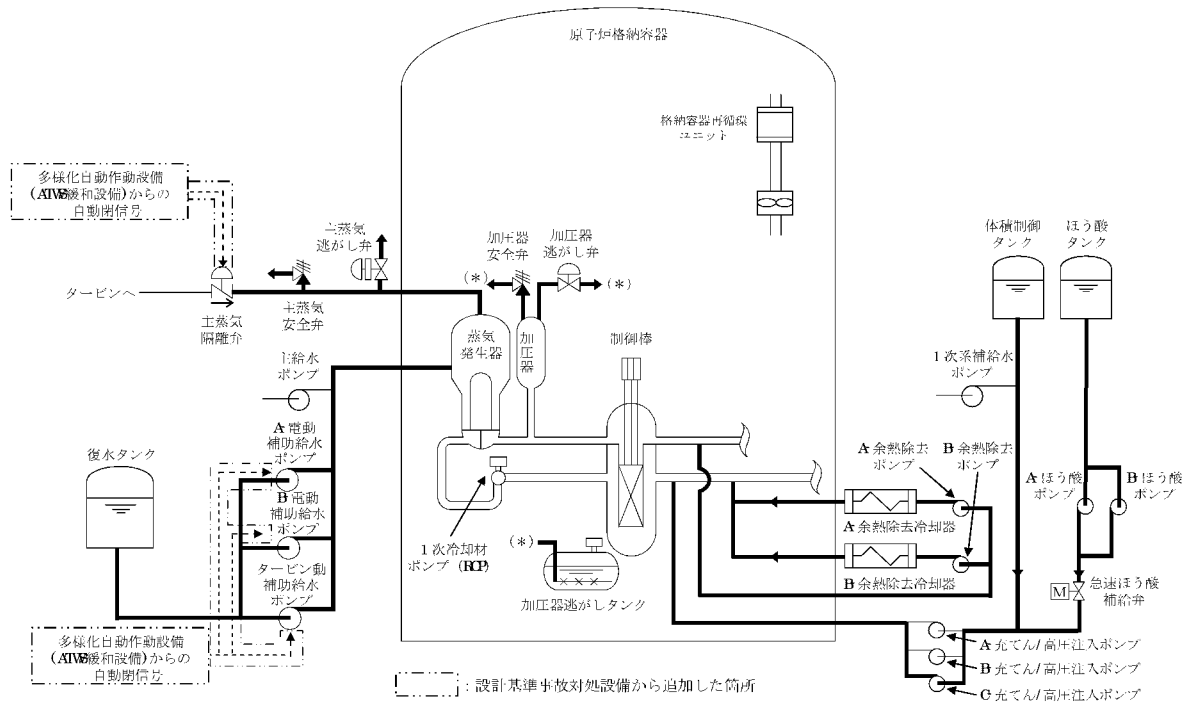 原子炉格納容器
格納容器再循環
ユニット
多様化自動作動設備
(ATWS緩和設備)からの
自動閉信号
タービンへ
主蒸気
隔離弁
主蒸気
安全弁
主蒸気
逃がし弁
加圧器
安全弁
加圧器
逃がし弁
(*)
(*)
蒸気
発生器
加圧器
制御棒
体積制御
タンク
ほう酸
タンク
主給水
ポンプ
1次系補給水
ポンプ
復水タンク
A-電動
補助給水
ポンプ
B-電動
補助給水
ポンプ
タービン動
補助給水
ポンプ
1次冷却材
ポンプ(RCP)
(*)
加圧器逃がしタンク
A-余熱除去
ポンプ
B-余熱除去
ポンプ
A-余熱除去冷却器
B-余熱除去冷却器
A-ほう酸
ポンプ
B-ほう酸
ポンプ
M
急速ほう酸
補給弁
A-充てん/高圧注入ポンプ
B-充てん/高圧注入ポンプ
C-充てん/高圧注入ポンプ
多様化自動作動設備
(ATWS緩和設備)からの
自動閉信号
:設計基準事故対処設備から追加した箇所